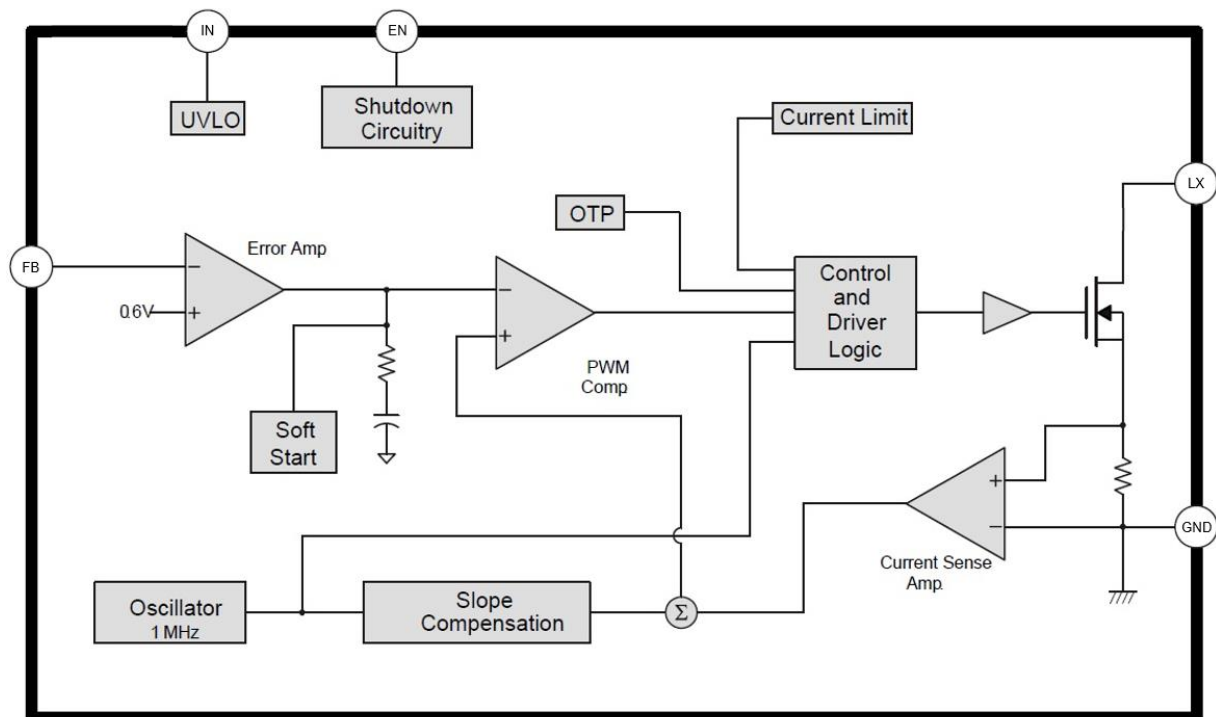 IN
EN
UVLO
Shutdown
Circuitry
Current Limit
LX
OTP
FB
Error Amp
−
0.6V
+
−
+
Control
and
Driver
Logic
PWM
Comp.
Soft
Start
+
−
GND
Current Sense
Amp.
Oscillator
1 MHz
Slope
Compensation
Σ